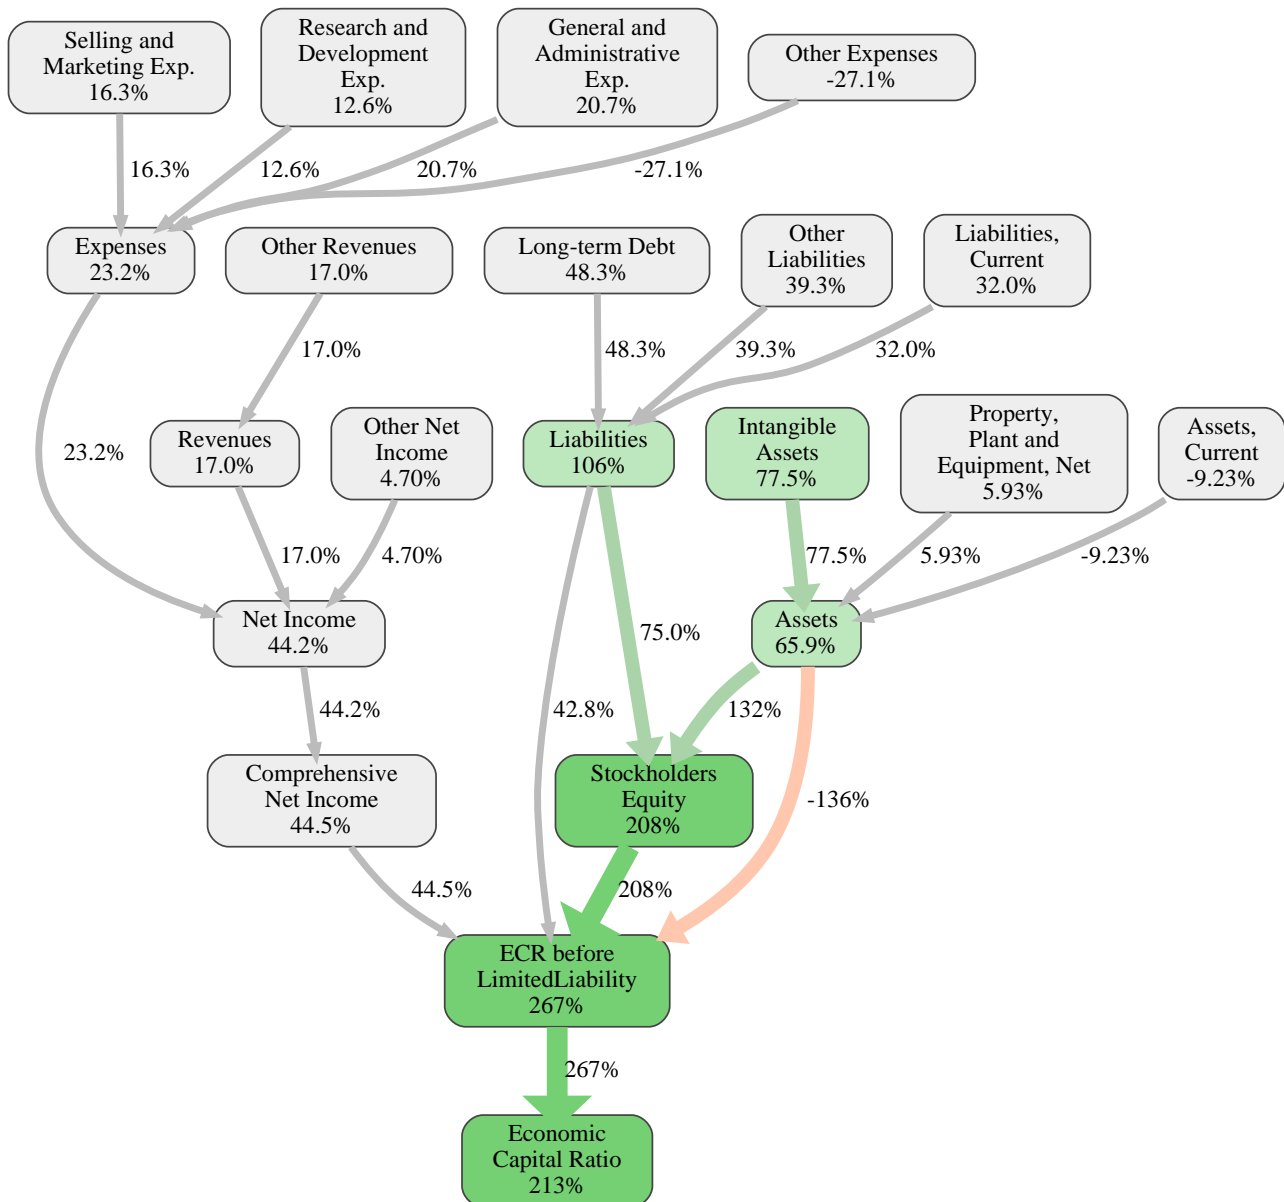 Selling and
Marketing Exp.
16.3%
Research and
Development
Exp.
12.6%
General and
Administrative
Exp.
20.7%
Other Expenses
-27.1%
16.3%
12.6%
20.7%
-27.1%
Expenses
23.2%
Other Revenues
17.0%
Long-term Debt
48.3%
Other
Liabilities
39.3%
Liabilities,
Current
32.0%
17.0%
48.3%
39.3%
32.0%
23.2%
Revenues
17.0%
Other Net
Income
4.70%
Liabilities
106%
Intangible
Assets
77.5%
Property,
Plant and
Equipment, Net
5.93%
Assets,
Current
-9.23%
17.0%
4.70%
77.5%
5.93%
-9.23%
Net Income
44.2%
75.0%
Assets
65.9%
44.2%
42.8%
132%
-136%
Comprehensive
Net Income
44.5%
Stockholders
Equity
208%
44.5%
208%
ECR before
LimitedLiability
267%
267%
Economic
Capital Ratio
213%